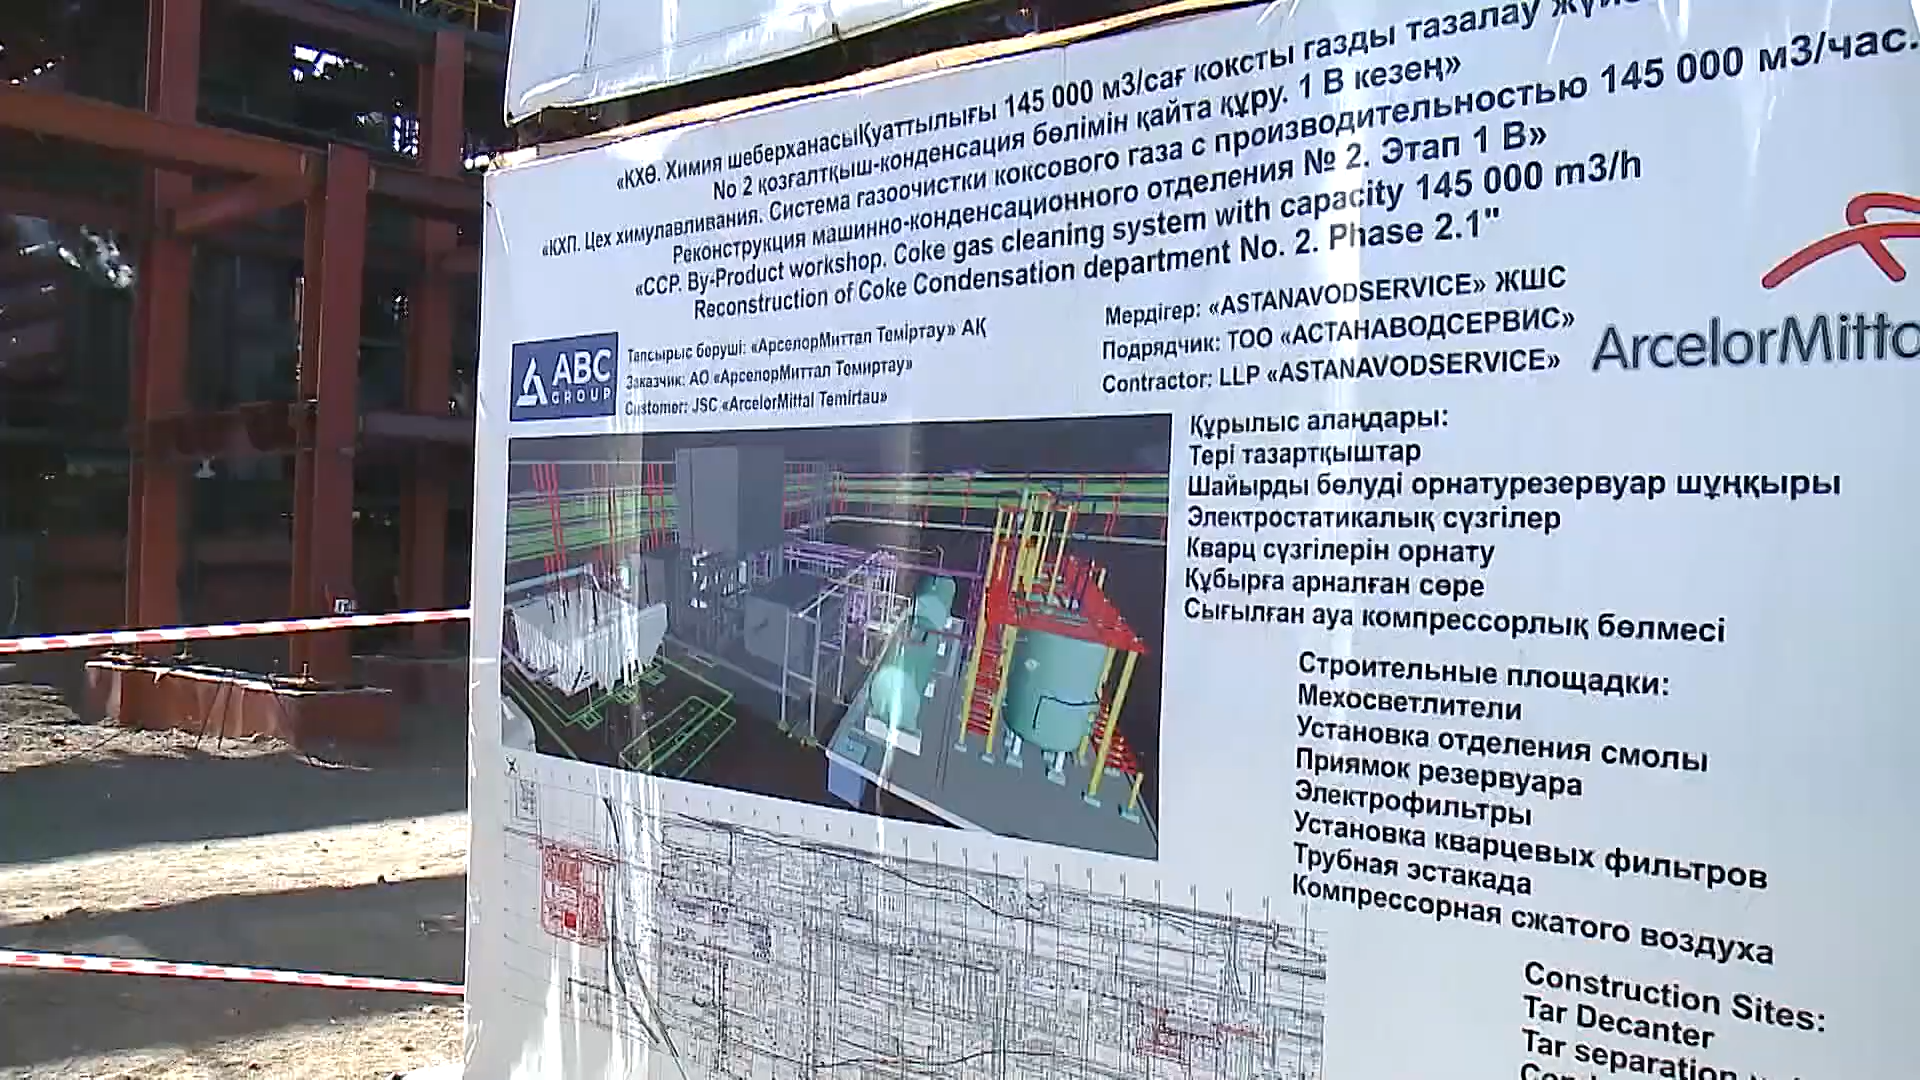 «КХӨ. Химия шеберханасыҚуаттылығы 145 000 м3/сағ коксты газды тазалау
No 2 қозғалтқыш-конденсация бөлімін қайта құру. 1 В кезең»
«КХП. Цех химулавливания. Система газоочистки коксового газа с производительностью 145 000 м3/час.
Реконструкция машинно-конденсационного отделения № 2. Этап 1 В»
«CCP. By-Product workshop. Coke gas cleaning system with capacity 145 000 m3/h
Reconstruction of Coke Condensation department No. 2. Phase 2.1"
ABC
GROUP
Тапсырыс беруші: «АрселорМиттал Теміртау» АҚ
Заказчик: АО «АрселорМиттал Темиртау»
Customer: JSC «ArcelorMittal Temirtau»
Мердігер: «ASTANAVODSERVICE» ЖШС
Подрядчик: ТОО «АСТАНАВОДСЕРВИС»
Contractor: LLP «ASTANAVODSERVICE»
ArcelorMitta
Құрылыс алаңдары:
Тері тазартқыштар
Шайырды бөлуді орнатурезервуар шұңқыры
Электростатикалық сүзгілер
Кварц сүзгілерін орнату
Құбырға арналған сөре
Сығылған ауа компрессорлық бөлмесі
Строительные площадки:
Мехосветлители
Установка отделения смолы
Приямок резервуара
Электрофильтры
Установка кварцевых фильтров
Трубная эстакада
Компрессорная сжатого воздуха
Construction Sites:
Tar Decanter
Tar separation